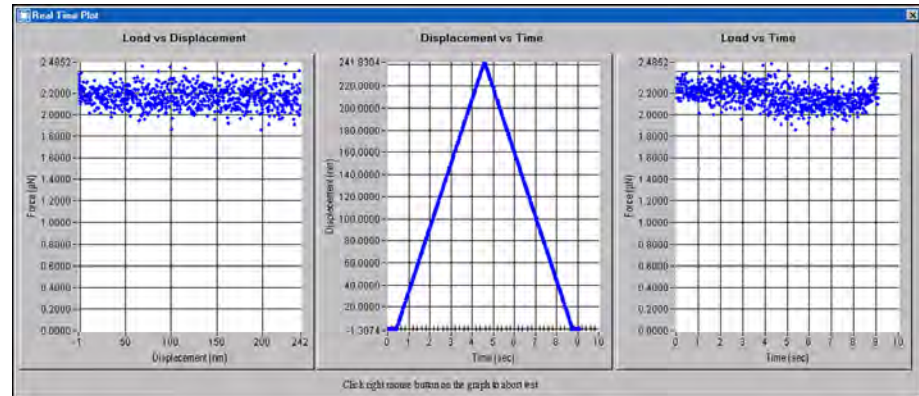 Real Time Plot
Load vs Displacement
2.4852
2.2000
2.0000
1.8000
1.6000
1.4000
1.2000
1.0000
0.8000
0.6000
0.4000
0.2000
0.0000
Force (µN)
-1 50 100 150 200 242
Displacement (nm)
Displacement vs Time
241.8304
220.0000
200.0000
180.0000
160.0000
140.0000
120.0000
100.0000
80.0000
60.0000
40.0000
20.0000
-1.3074
Displacement (nm)
0 1 2 3 4 5 6 7 8 9 10
Time (sec)
Load vs Time
2.4852
2.2000
2.0000
1.8000
1.6000
1.4000
1.2000
1.0000
0.8000
0.6000
0.4000
0.2000
0.0000
Force (µN)
0 1 2 3 4 5 6 7 8 9 10
Time (sec)
Click right mouse button on the graph to abort test